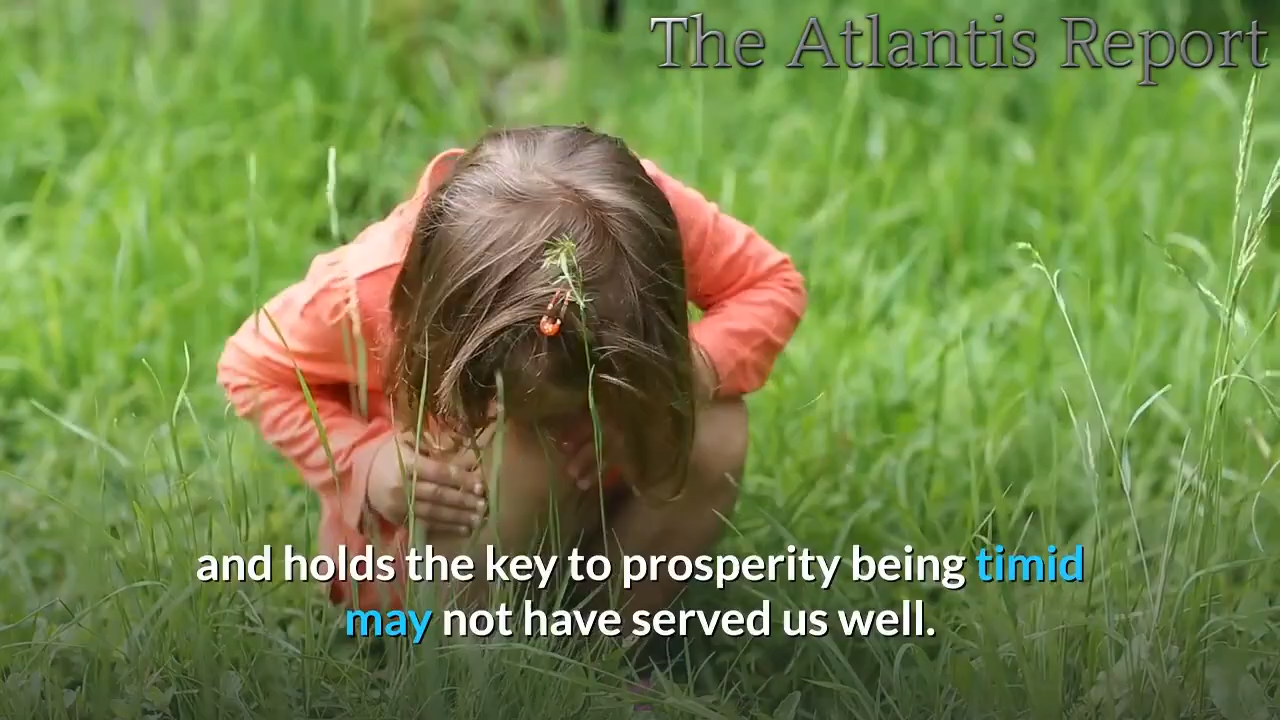 The Atlantis Report
and holds the key to prosperity being timid
may not have served us well.